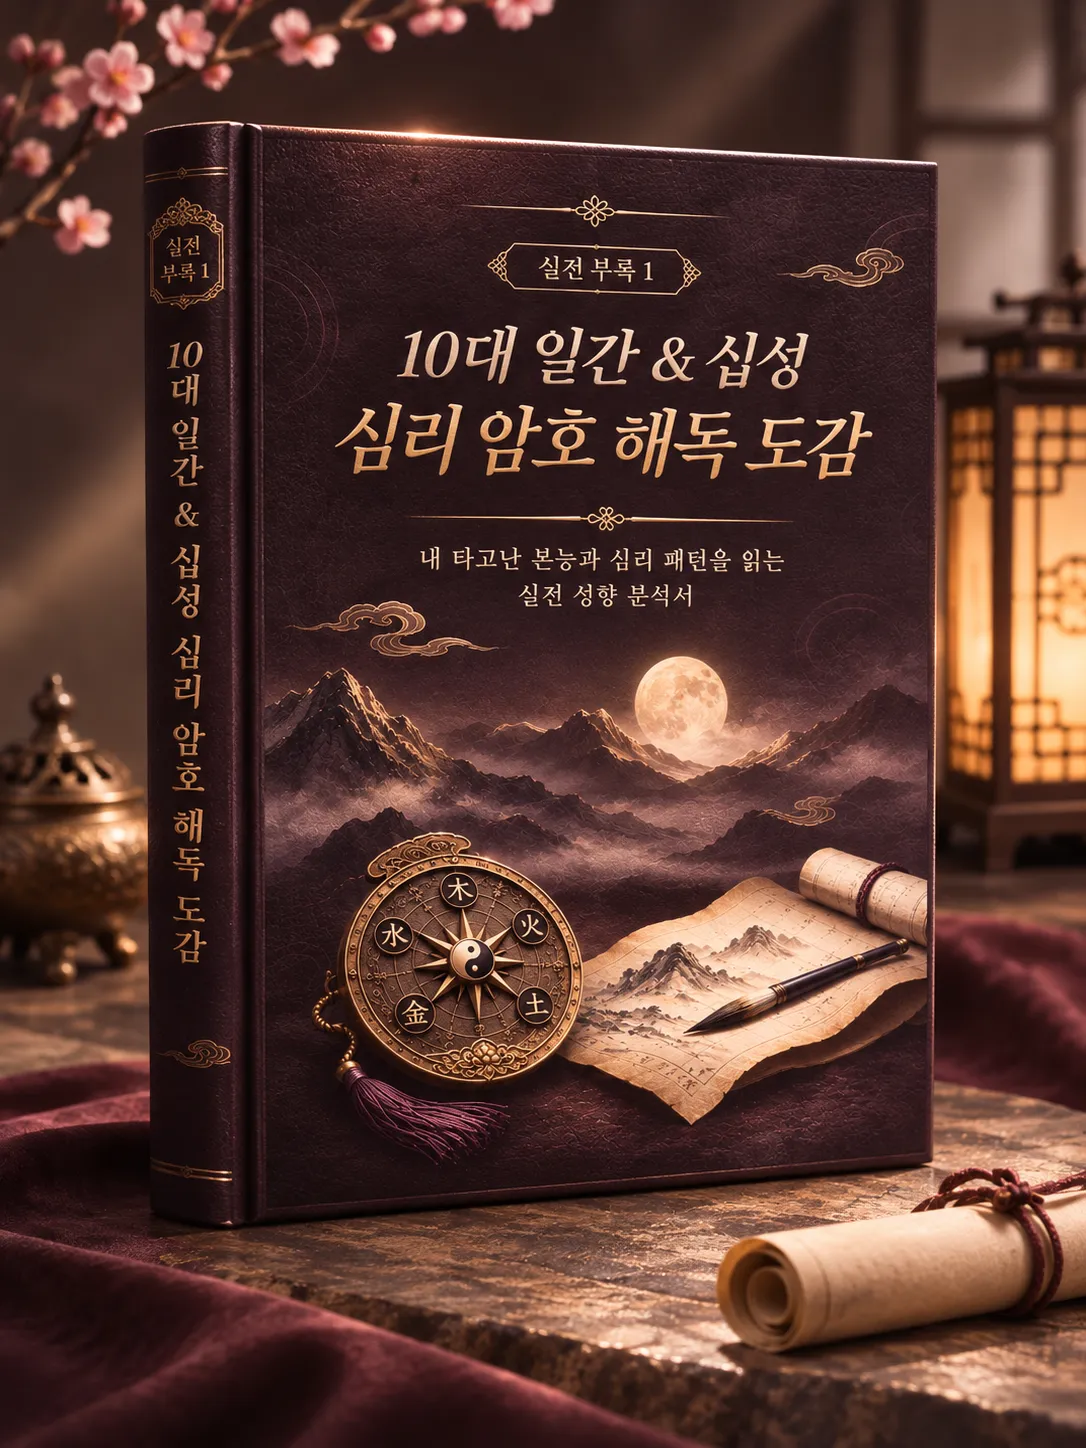 실전
부록 1
10대 일간 & 십성 심리 암호 해독 도감
실전 부록 1
10대 일간 & 십성
심리 암호 해독 도감
내 타고난 본능과 심리 패턴을 읽는
실전 성향 분석서
木
水
火
金
土